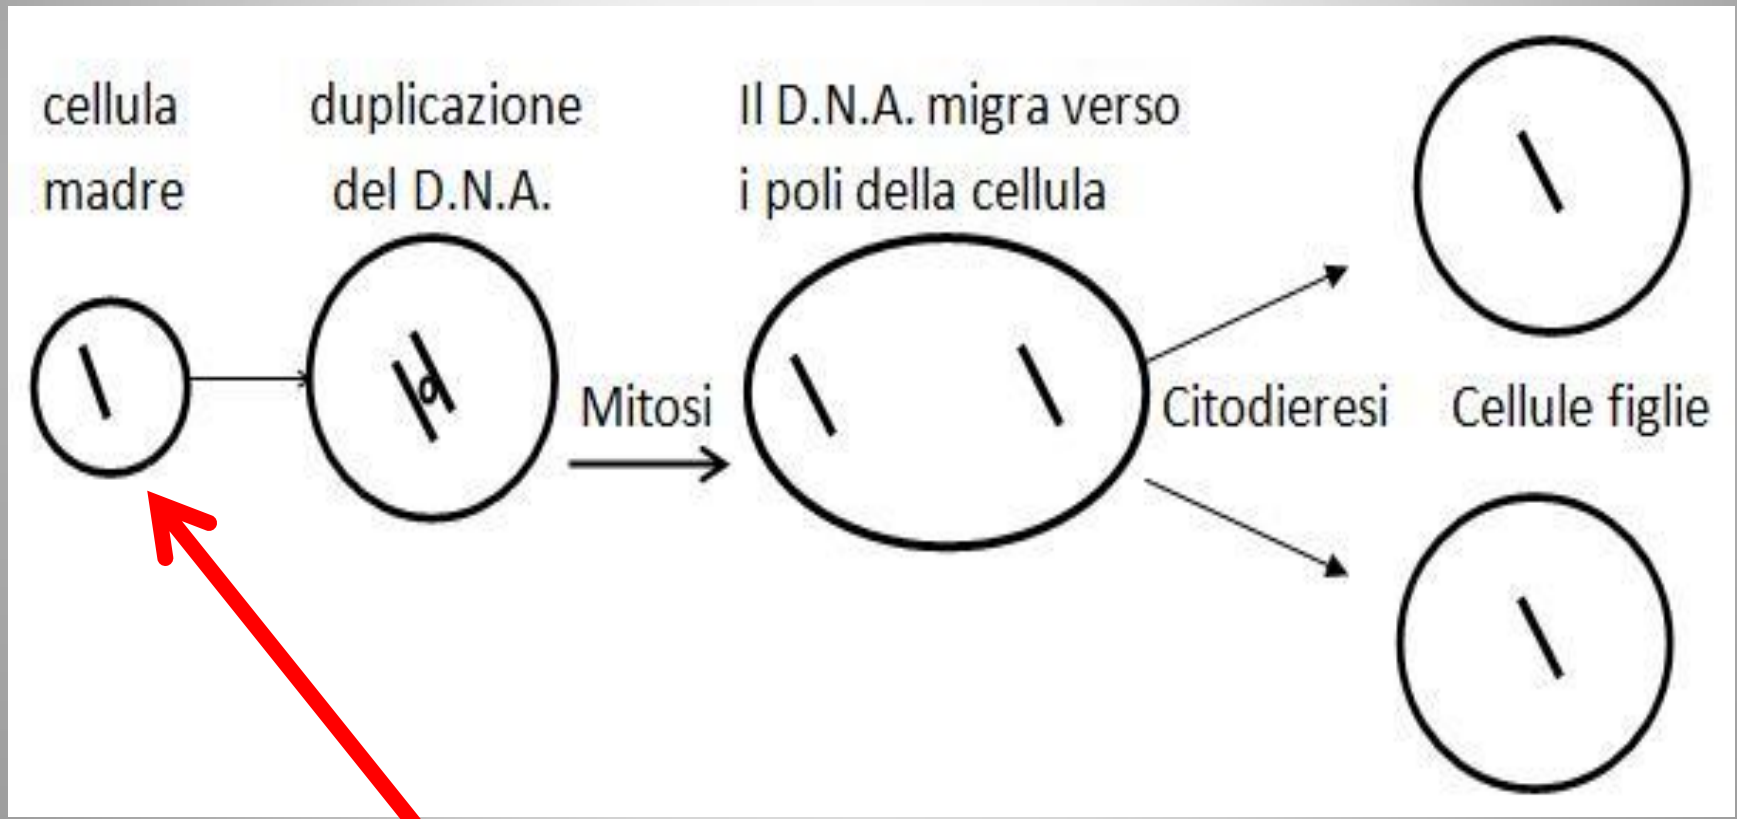 cellula
madre
duplicazione
del D.N.A.
Il D.N.A. migra verso
i poli della cellula
Mitosi
Citodieresi
Cellule figlie